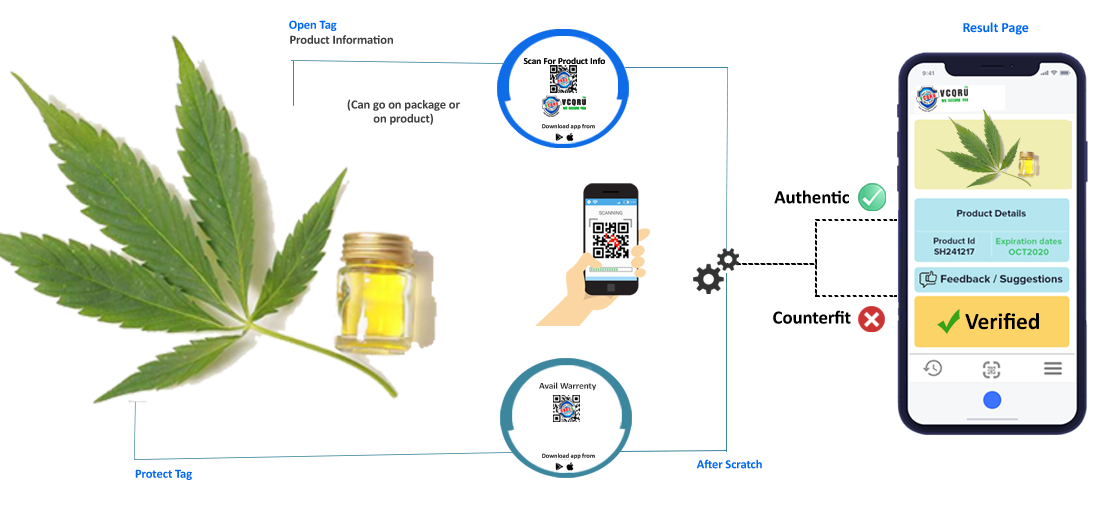 Open Tag
Product Information
(Can go on package or
on product)
Scan For Product Info
VCQRU
WE SECURE YOU
Download app from
SCANNING
Avail Warrenty
Download app from
Protect Tag
After Scratch
Authentic
Counterfit
Result Page
9:41
VCQRU
WE SECURE YOU
Product Details
Product Id
SH241217
Expiration dates
OCT2020
Feedback / Suggestions
Verified